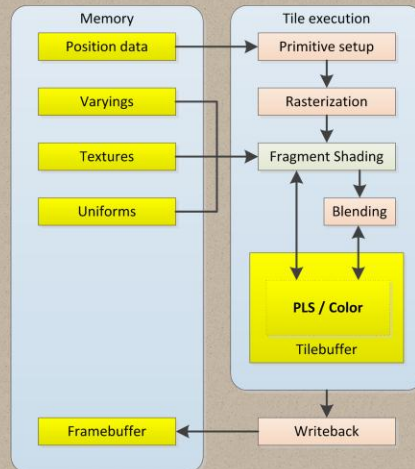 Memory
Tile execution
Position data
Primitive setup
Varyings
Rasterization
Textures
Fragment Shading
Uniforms
Blending
PLS / Color
Tilebuffer
Framebuffer
Writeback